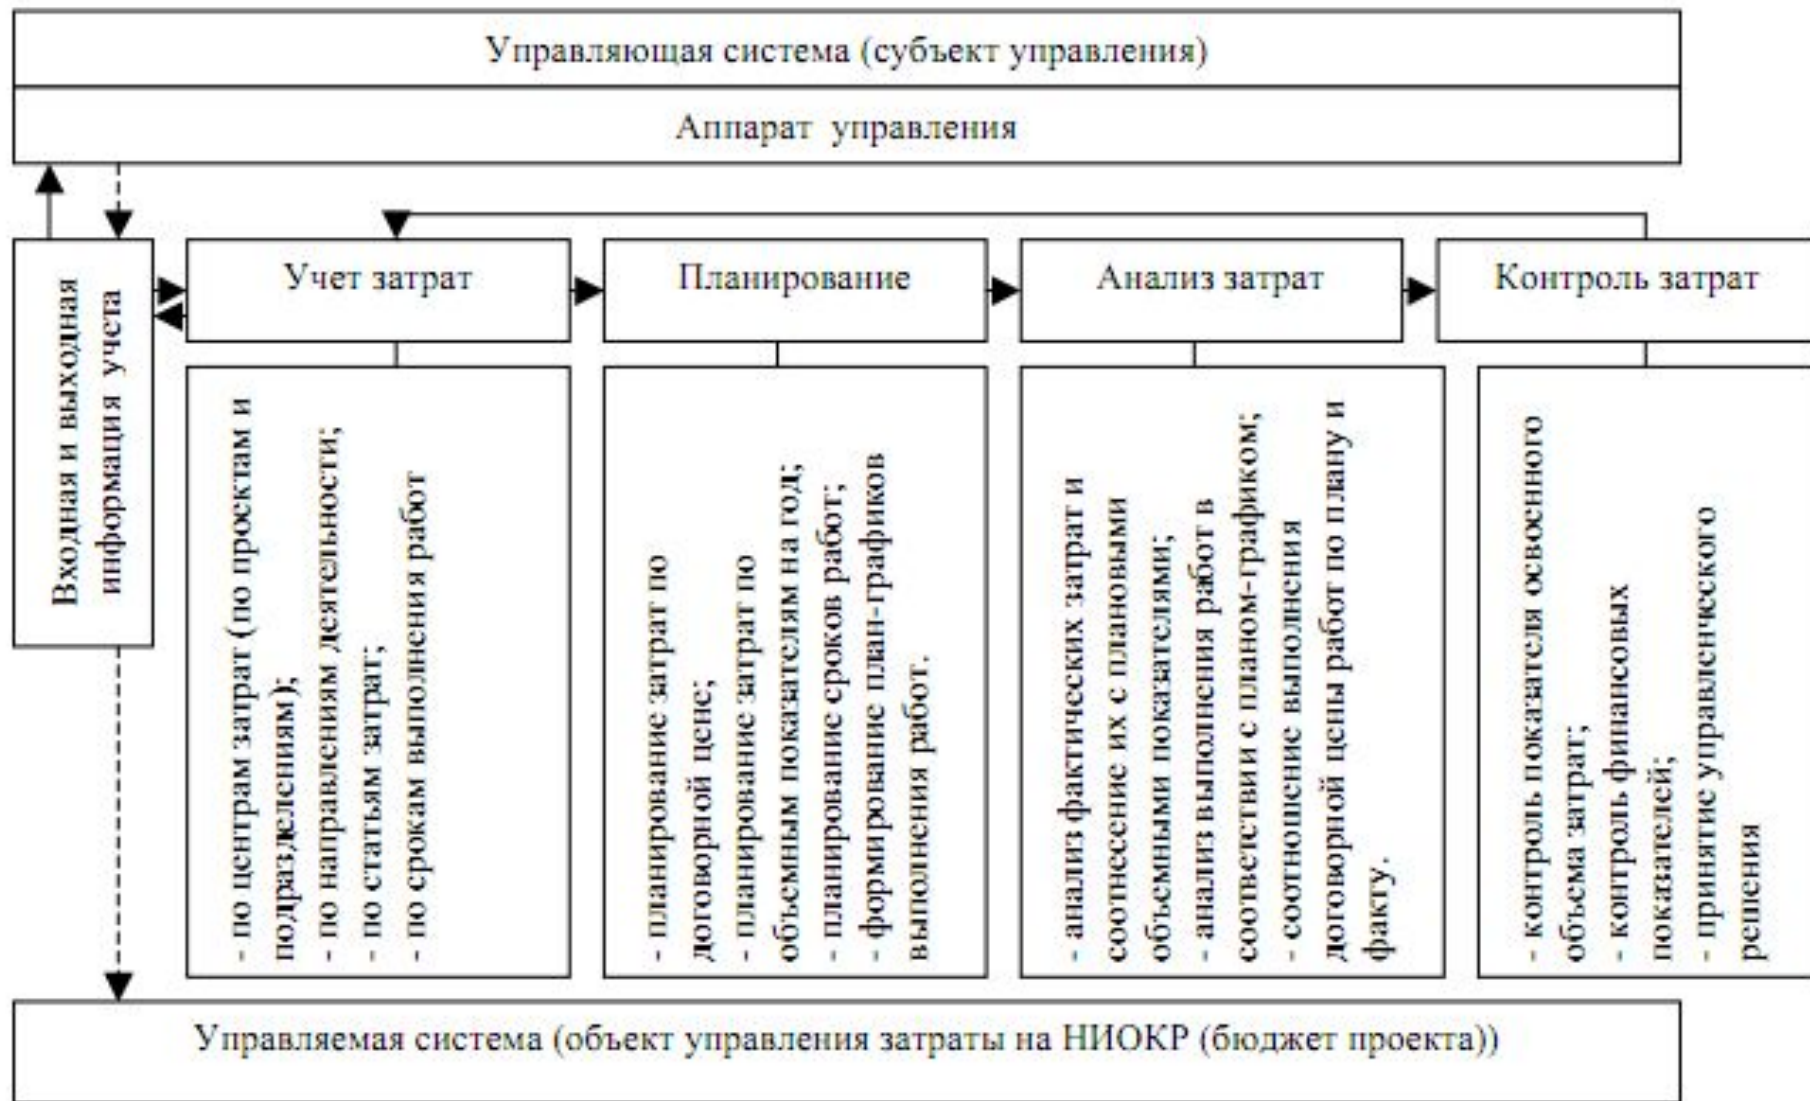 Управляющая система (субъект управления)
Аппарат управления
Входная и выходная
информация учета
Учет затрат
Планирование
Анализ затрат
Контроль затрат
- по центрам затрат (по проектам и
подразделениям);
- по направлениям деятельности;
- по статьям затрат;
- по срокам выполнения работ
- планирование затрат по
договорной цене;
- планирование затрат по
объемным показателям на год;
- планирование сроков работ;
- формирование план-графиков
выполнения работ.
- анализ фактических затрат и
соотнесение их с плановыми
объемными показателями;
- анализ выполнения работ в
соответствии с планом-графиком;
- соотношение выполнения
договорной цены работ по плану и
факту.
- контроль показателя освоенного
объема затрат;
- контроль финансовых
показателей;
- принятие управленческого
решения
Управляемая система (объект управления затраты на НИОКР (бюджет проекта))